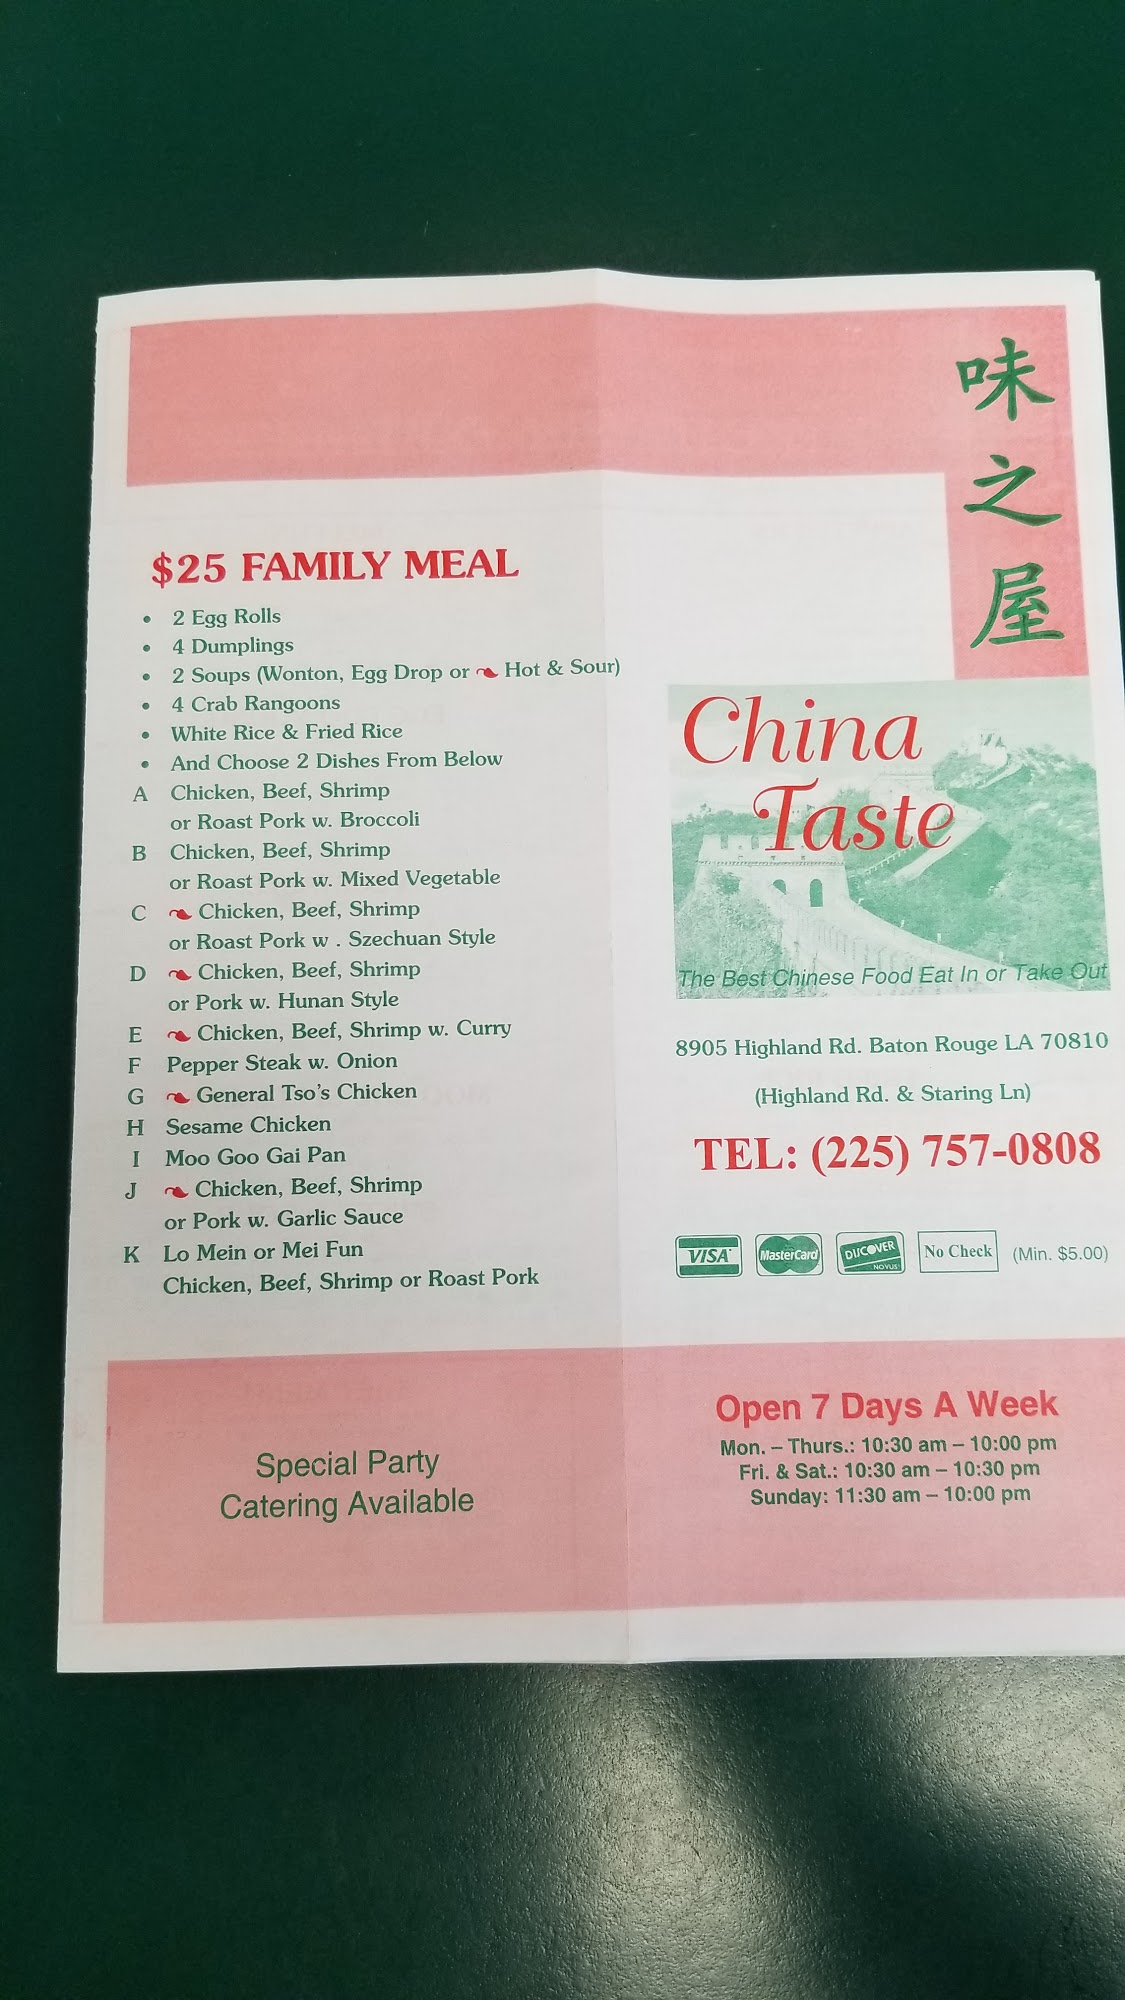 $25 FAMILY MEAL
• 2 Egg Rolls
• 4 Dumplings
• 2 Soups (Wonton, Egg Drop or Hot & Sour)
• 4 Crab Rangoons
• White Rice & Fried Rice
• And Choose 2 Dishes From Below
A Chicken, Beef, Shrimp
or Roast Pork w. Broccoli
B Chicken, Beef, Shrimp
or Roast Pork w. Mixed Vegetable
C Chicken, Beef, Shrimp
or Roast Pork w . Szechuan Style
D Chicken, Beef, Shrimp
or Pork w. Hunan Style
E Chicken, Beef, Shrimp w. Curry
F Pepper Steak w. Onion
G General Tso's Chicken
H Sesame Chicken
I Moo Goo Gai Pan
J Chicken, Beef, Shrimp
or Pork w. Garlic Sauce
K Lo Mein or Mei Fun
Chicken, Beef, Shrimp or Roast Pork
Special Party
Catering Available
味之屋
China
Taste
The Best Chinese Food Eat In or Take Out
8905 Highland Rd. Baton Rouge LA 70810
(Highland Rd. & Staring Ln)
TEL: (225) 757-0808
VISA MasterCard DISCOVER NOVUS No Check (Min. $5.00)
Open 7 Days A Week
Mon. – Thurs.: 10:30 am – 10:00 pm
Fri. & Sat.: 10:30 am – 10:30 pm
Sunday: 11:30 am – 10:00 pm